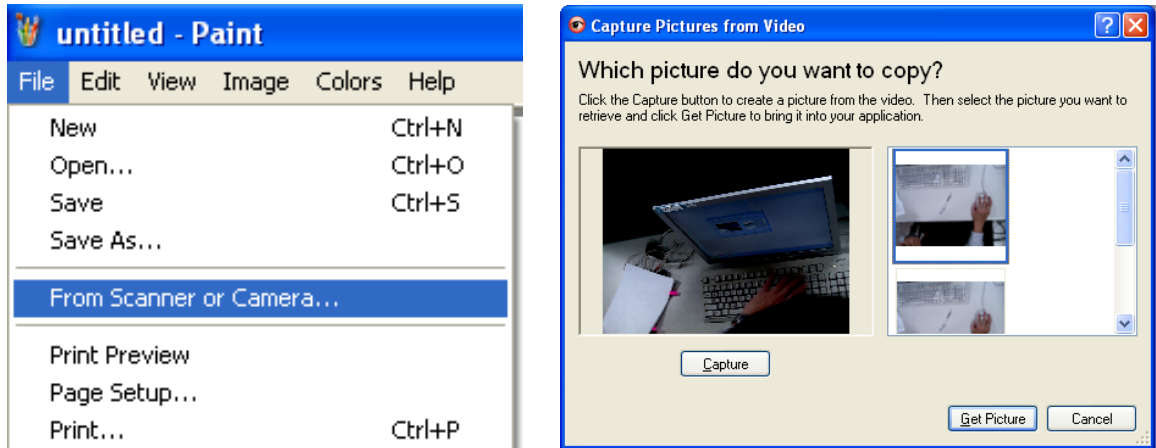 untitled - Paint
File Edit View Image Colors Help
New Ctrl+N
Open... Ctrl+O
Save Ctrl+S
Save As...
From Scanner or Camera...
Print Preview
Page Setup...
Print... Ctrl+P
Capture Pictures from Video
Which picture do you want to copy?
Click the Capture button to create a picture from the video. Then select the picture you want to
retrieve and click Get Picture to bring it into your application.
Capture
Get Picture Cancel